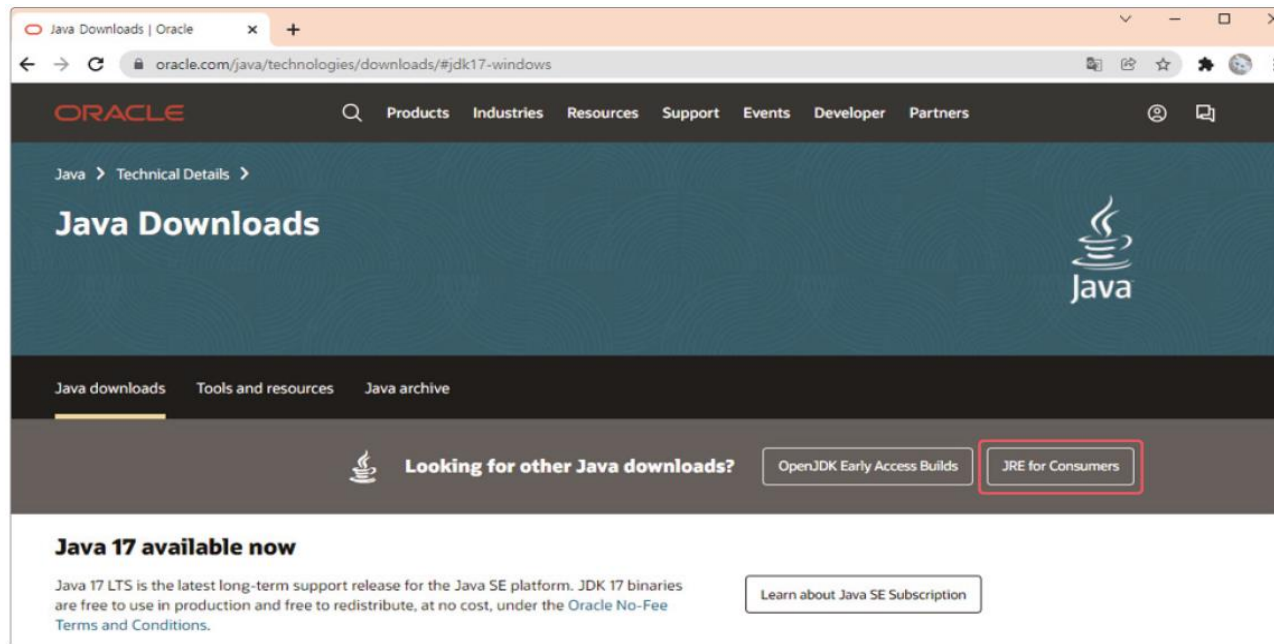 Java Downloads | Oracle
oracle.com/java/technologies/downloads/#jdk17-windows
ORACLE Products Industries Resources Support Events Developer Partners
Java > Technical Details >
Java Downloads
Java
Java downloads Tools and resources Java archive
Looking for other Java downloads? OpenJDK Early Access Builds JRE for Consumers
Java 17 available now
Java 17 LTS is the latest long-term support release for the Java SE platform. JDK 17 binaries
are free to use in production and free to redistribute, at no cost, under the Oracle No-Fee
Terms and Conditions.
Learn about Java SE Subscription